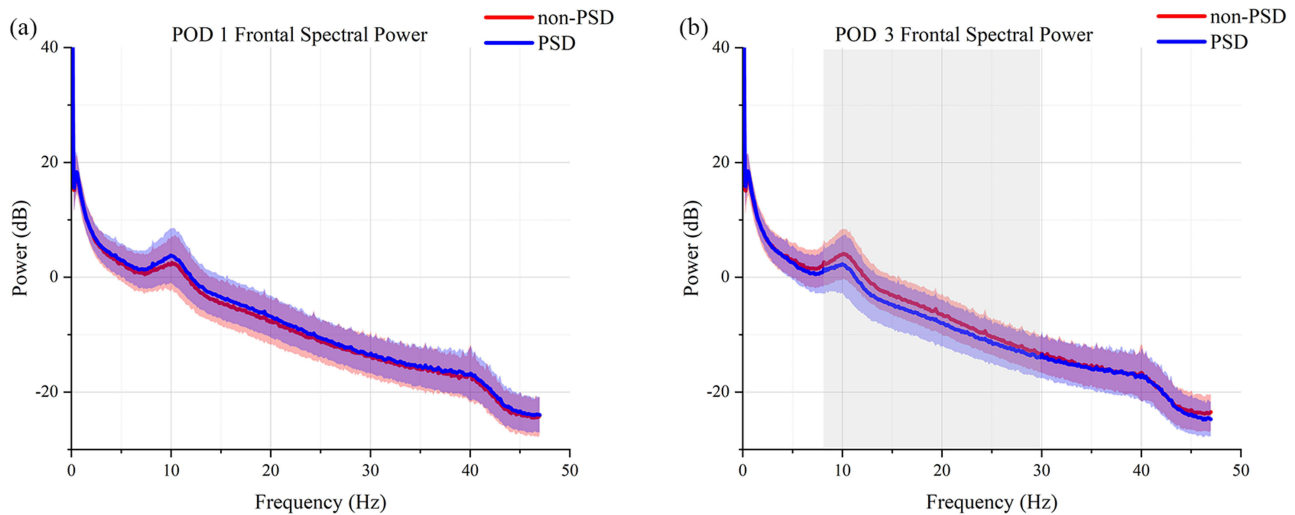 (a)
POD 1 Frontal Spectral Power
non-PSD
PSD
40
20
0
-20
Power (dB)
0
10
20
30
40
50
Frequency (Hz)
(b)
POD 3 Frontal Spectral Power
non-PSD
PSD
40
20
0
-20
Power (dB)
0
10
20
30
40
50
Frequency (Hz)